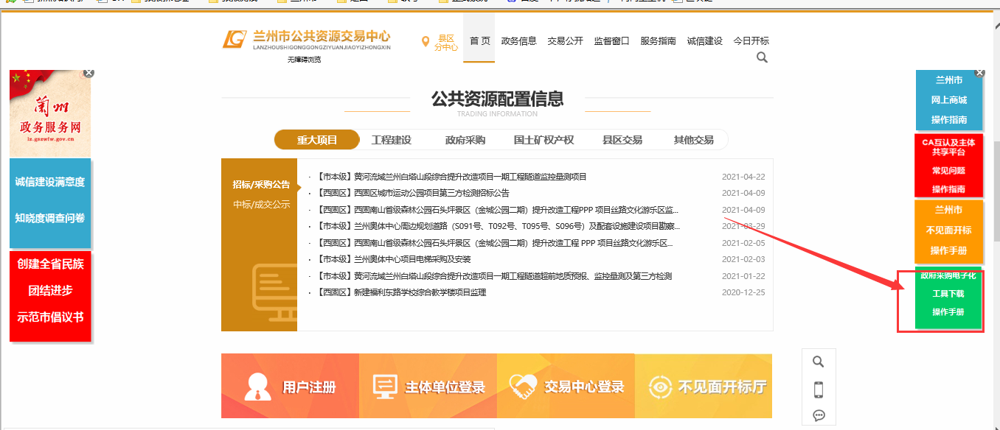 兰州市公共资源交易中心
LANZHOUSHIGONGGONGZIYUANJIAOYIZHONGXIN
无障碍浏览
县区
分中心
首 页
政务信息
交易公开
监督窗口
服务指南
诚信建设
今日开标
兰州
政务服务网
lz.gszwfw.gov.cn
诚信建设满意度
知晓度调查问卷
创建全省民族
团结进步
示范市倡议书
公共资源配置信息
TRADING INFORMATION
重大项目
工程建设
政府采购
国土矿权产权
县区交易
其他交易
招标/采购公告
中标/成交公示
· 【市本级】黄河流域兰州白塔山段综合提升改造项目一期工程隧道监控量测项目 2021-04-22
· 【西固区】西固区城市运动公园项目第三方检测招标公告 2021-04-09
· 【西固区】西固南山省级森林公园石头坪景区（金城公园二期）提升改造工程PPP 项目丝路文化游乐区监... 2021-04-09
· 【市本级】兰州奥体中心周边规划道路（S091号、T092号、T095号、S096号）及配套设施建设项目勘察... 2021-03-29
· 【西固区】西固南山省级森林公园石头坪景区（金城公园二期）提升改造工程 PPP 项目丝路文化游乐区... 2021-02-05
· 【市本级】兰州奥体中心项目电梯采购及安装 2021-02-03
· 【市本级】黄河流域兰州白塔山段综合提升改造项目一期工程隧道超前地质预报、监控量测及第三方检测 2021-01-22
· 【西固区】新建福利东路学校综合教学楼项目监理 2020-12-25
兰州市
网上商城
操作指南
CA互认及主体
共享平台
常见问题
操作指南
兰州市
不见面开标
操作手册
政府采购电子化
工具下载
操作手册
用户注册
主体单位登录
交易中心登录
不见面开标厅